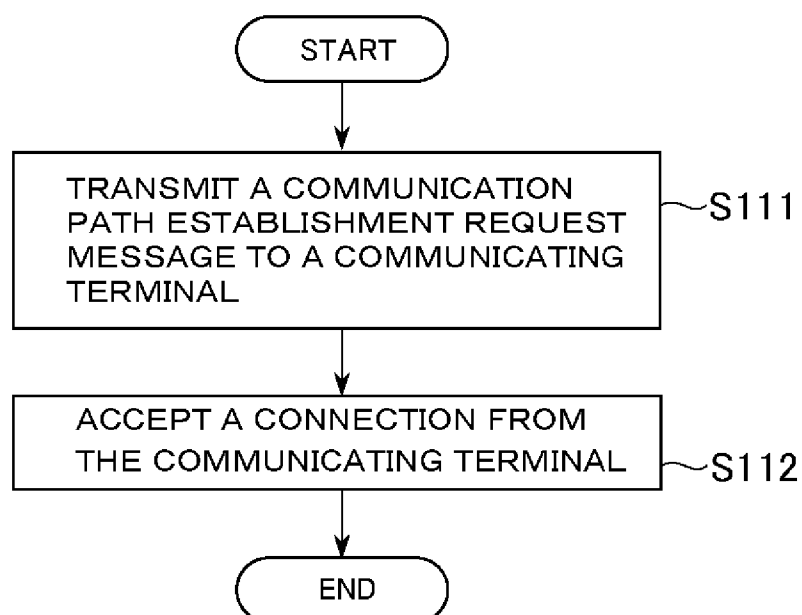 START
TRANSMIT A COMMUNICATION
PATH ESTABLISHMENT REQUEST
MESSAGE TO A COMMUNICATING
TERMINAL
S111
ACCEPT A CONNECTION FROM
THE COMMUNICATING TERMINAL
S112
END